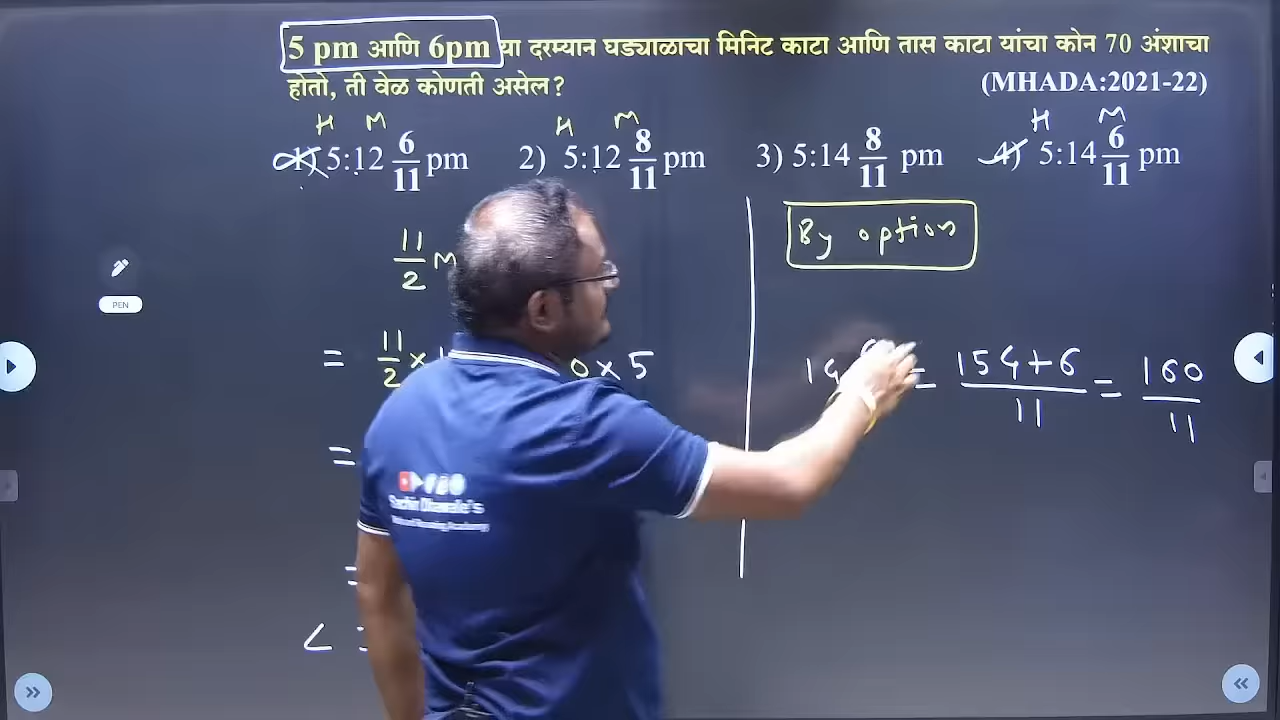 5 pm आणि 6pm या दरम्यान घड्याळाचा मिनिट काटा आणि तास काटा यांचा कोन 70 अंशाचा
होतो, ती वेळ कोणती असेल?
(MHADA:2021-22)
H M H M H M
1) 5:12 6/11 pm 2) 5:12 8/11 pm 3) 5:14 8/11 pm 4) 5:14 6/11 pm
By option
11/2 M
PEN
= 11/2 × 0 × 5
14 = 154+6/11 = 160/11
=
=
∠ =